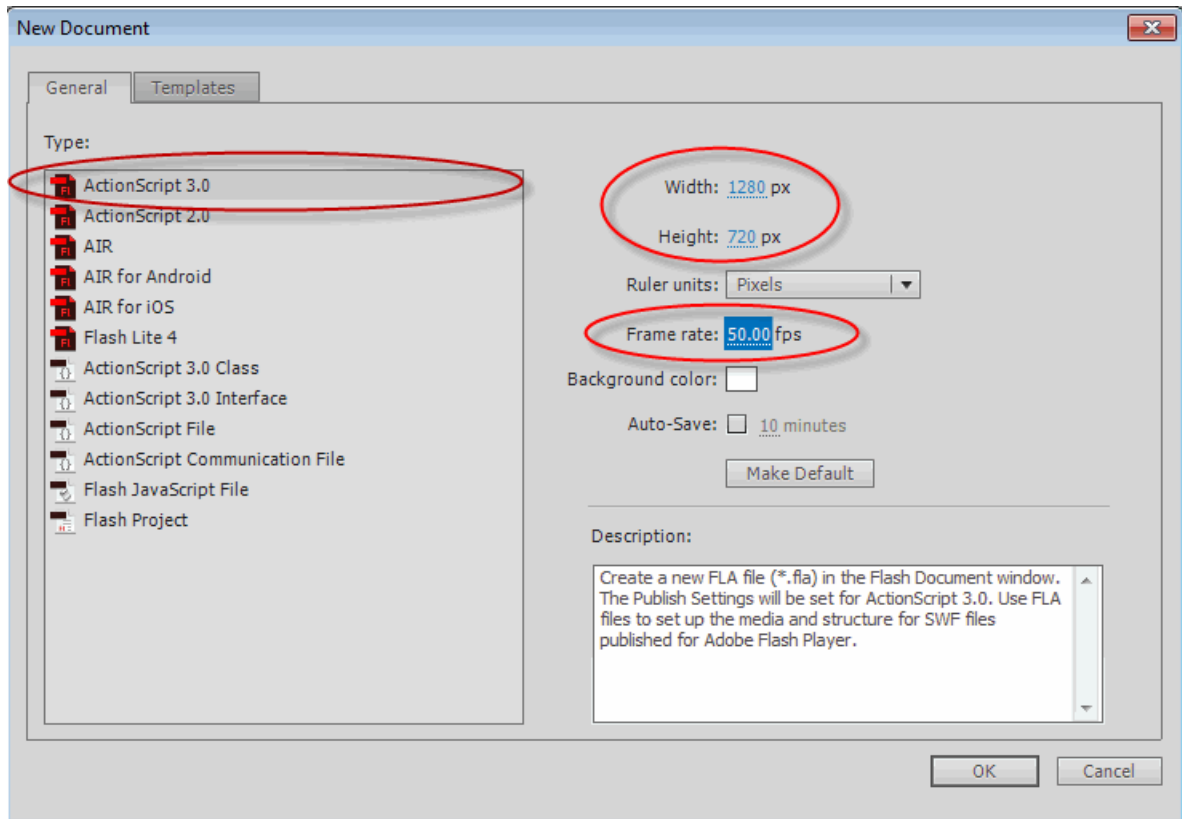 New Document
General
Templates
Type:
ActionScript 3.0
ActionScript 2.0
AIR
AIR for Android
AIR for iOS
Flash Lite 4
ActionScript 3.0 Class
ActionScript 3.0 Interface
ActionScript File
ActionScript Communication File
Flash JavaScript File
Flash Project
Width: 1280 px
Height: 720 px
Ruler units: Pixels
Frame rate: 50.00 fps
Background color:
Auto-Save: 10 minutes
Make Default
Description:
Create a new FLA file (*.fla) in the Flash Document window.
The Publish Settings will be set for ActionScript 3.0. Use FLA
files to set up the media and structure for SWF files
published for Adobe Flash Player.
OK
Cancel